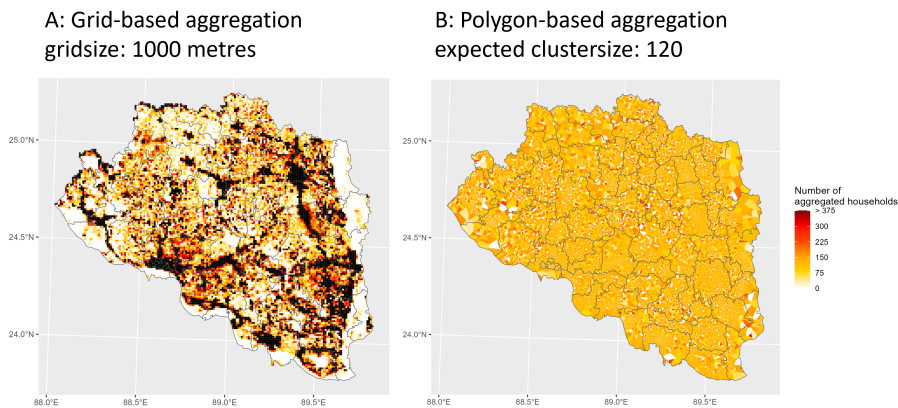 A: Grid-based aggregation
gridsize: 1000 metres
B: Polygon-based aggregation
expected clustersize: 120
25.0°N
24.5°N
24.0°N
88.0°E
88.5°E
89.0°E
89.5°E
25.0°N
24.5°N
24.0°N
88.0°E
88.5°E
89.0°E
89.5°E
Number of
aggregated households
> 375
300
225
150
75
0